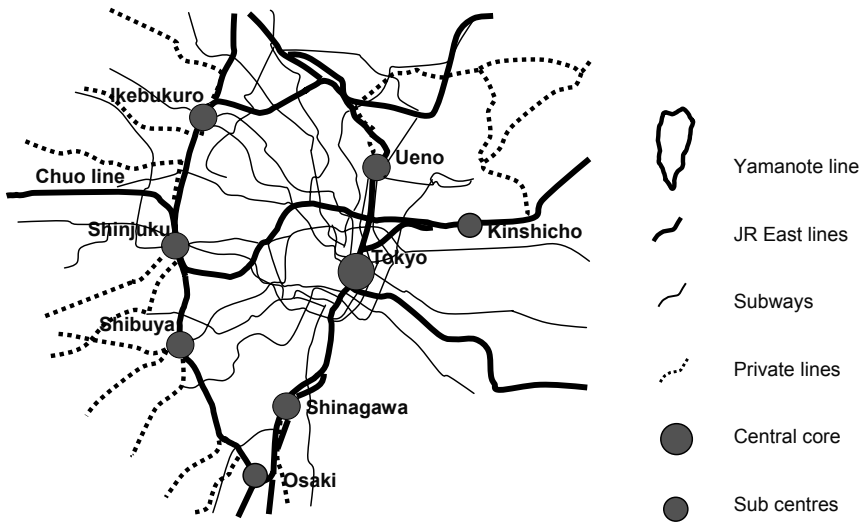 Ikebukuro
Ueno
Chuo line
Shinjuku
Kinshicho
Tokyo
Shibuya
Shinagawa
Osaki
Yamanote line
JR East lines
Subways
Private lines
Central core
Sub centres